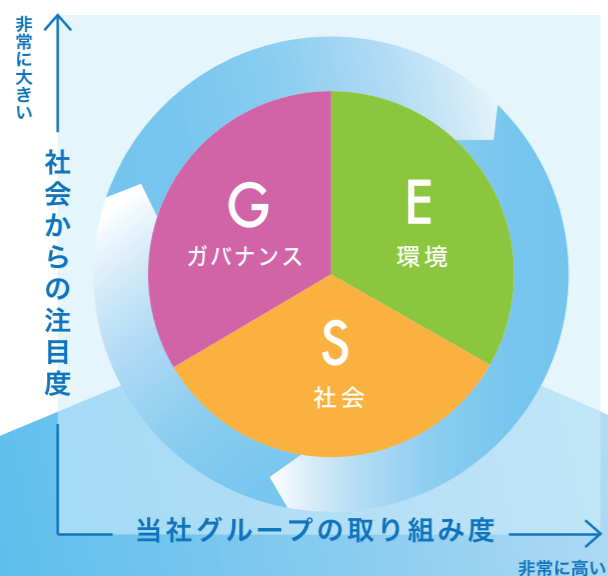 非常に大きい
社会からの注目度
G
ガバナンス
E
環境
S
社会
当社グループの取り組み度
非常に高い